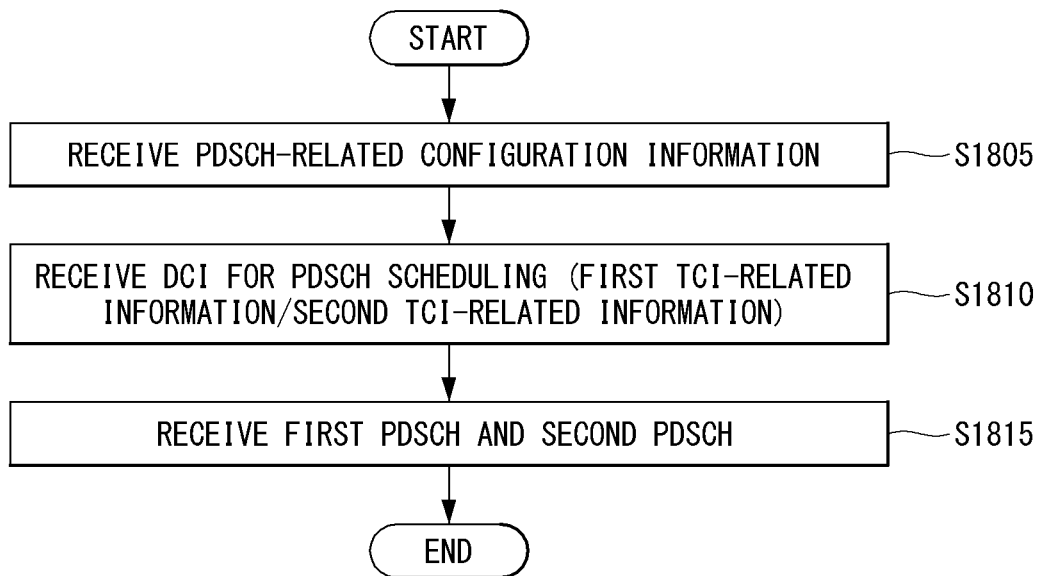 START
RECEIVE PDSCH-RELATED CONFIGURATION INFORMATION
S1805
RECEIVE DCI FOR PDSCH SCHEDULING (FIRST TCI-RELATED
INFORMATION/SECOND TCI-RELATED INFORMATION)
S1810
RECEIVE FIRST PDSCH AND SECOND PDSCH
S1815
END